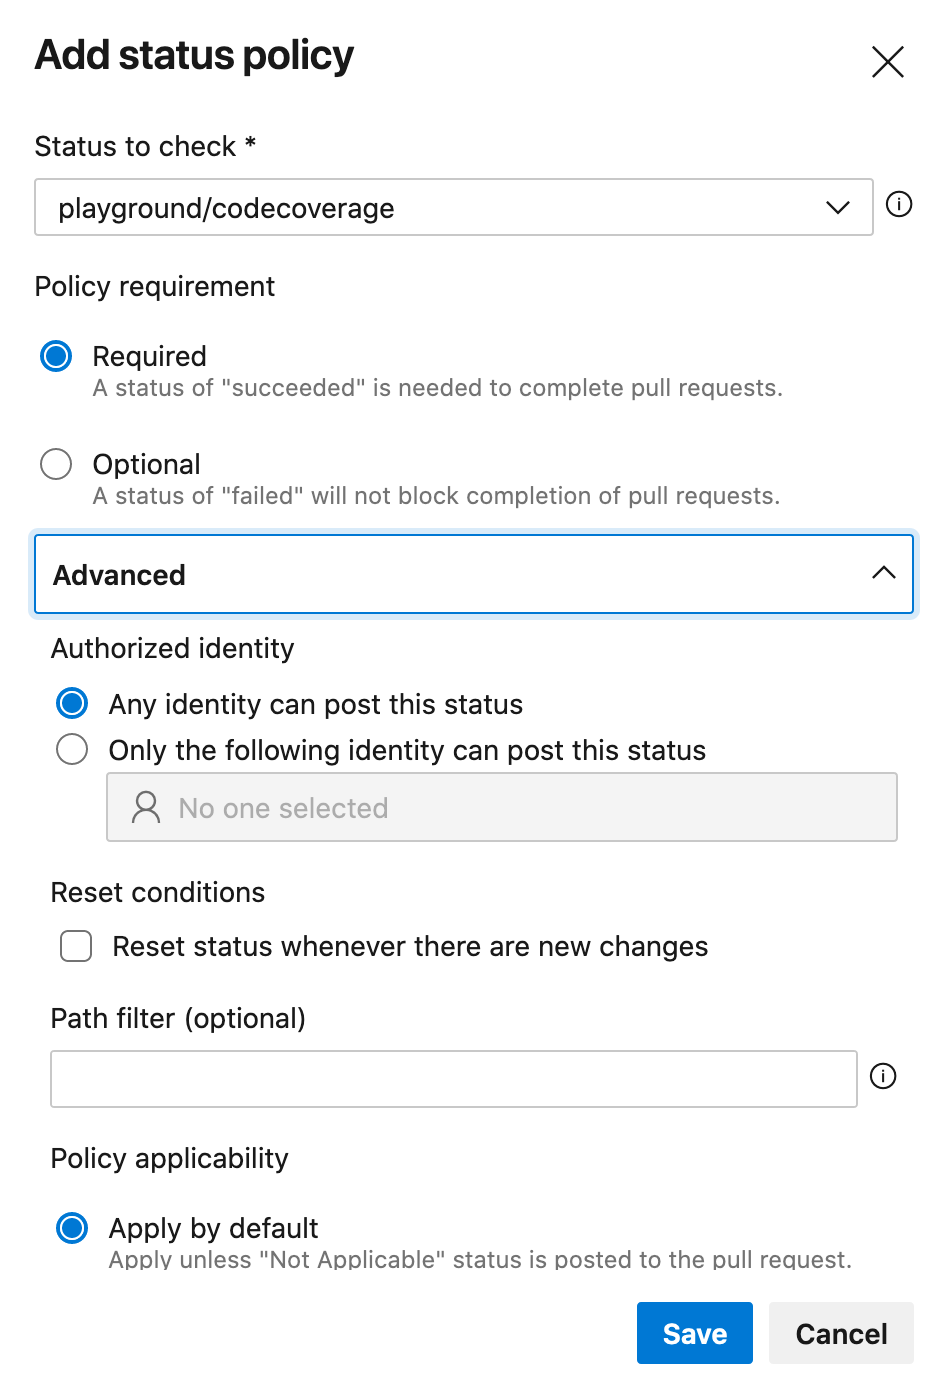 Add status policy
Status to check *
playground/codecoverage
Policy requirement
Required
A status of "succeeded" is needed to complete pull requests.
Optional
A status of "failed" will not block completion of pull requests.
Advanced
Authorized identity
Any identity can post this status
Only the following identity can post this status
No one selected
Reset conditions
Reset status whenever there are new changes
Path filter (optional)
Policy applicability
Apply by default
Apply unless "Not Applicable" status is posted to the pull request.
Save Cancel